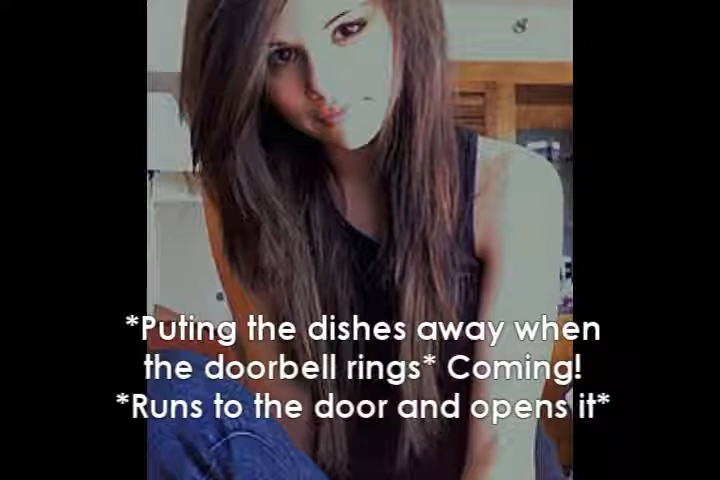 *Puting the dishes away when
the doorbell rings* Coming!
*Runs to the door and opens it*